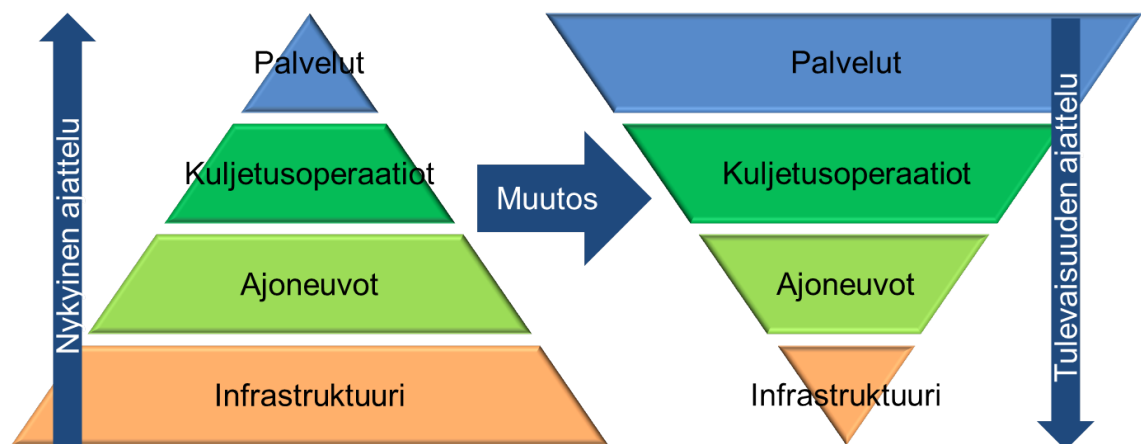 Nykyinen ajattelu
Palvelut
Kuljetusoperaatiot
Ajoneuvot
Infrastruktuuri
Muutos
Palvelut
Kuljetusoperaatiot
Ajoneuvot
Infrastruktuuri
Tulevaisuuden ajattelu